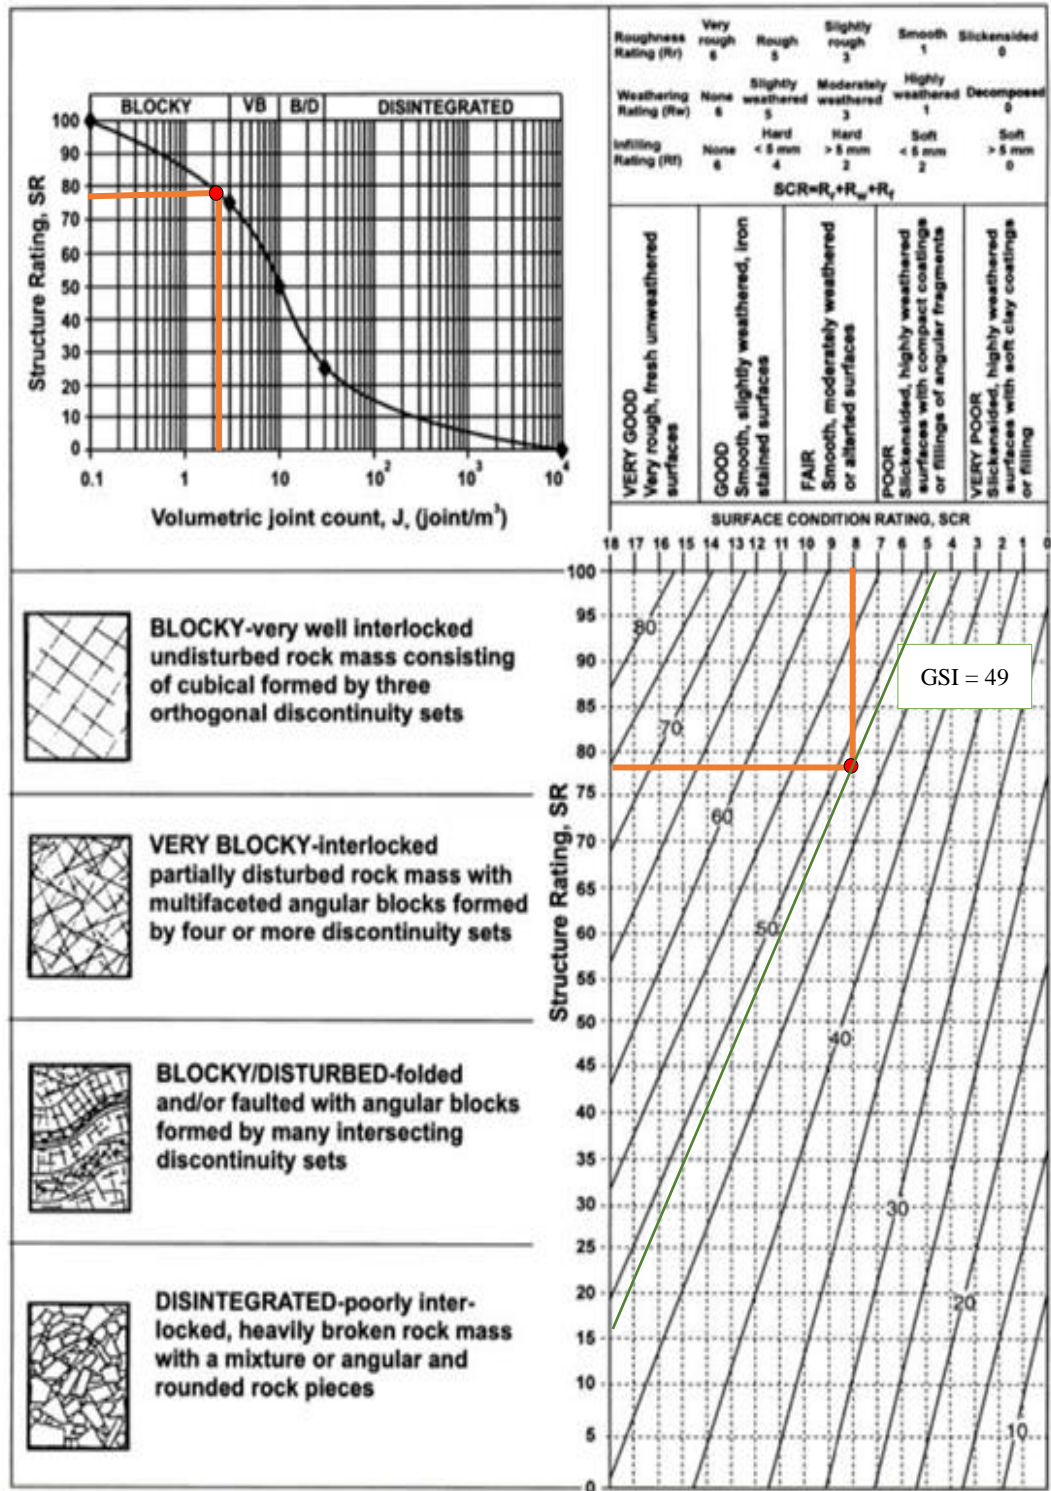 BLOCKY VB B/D DISINTEGRATED
100
90
80
70
60
50
40
30
20
10
0
Structure Rating, SR
0.1 1 10 10² 10³ 10⁴
Volumetric joint count, J, (joint/m³)
Roughness Rating (Rr)
Very rough 6
Rough 5
Slightly rough 3
Smooth 1
Slickensided 0
Weathering Rating (Rw)
None 6
Slightly weathered 5
Moderately weathered 3
Highly weathered 1
Decomposed 0
Infilling Rating (Rf)
None 6
Hard < 5 mm 4
Hard > 5 mm 2
Soft < 5 mm 2
Soft > 5 mm 0
SCR=Rr+Rw+Rf
VERY GOOD
Very rough, fresh unweathered
surfaces
GOOD
Smooth, slightly weathered, iron
stained surfaces
FAIR
Smooth, moderately weathered
or altarted surfaces
POOR
Slickensided, highly weathered
surfaces with compact coatings
or fillings of angular fragments
VERY POOR
Slickensided, highly weathered
surfaces with soft clay coatings
or filling
SURFACE CONDITION RATING, SCR
18 17 16 15 14 13 12 11 10 9 8 7 6 5 4 3 2 1 0
100
95
90
85
80
75
70
65
60
55
50
45
40
35
30
25
20
15
10
5
0
Structure Rating, SR
80
70
60
50
40
30
20
10
GSI = 49
BLOCKY-very well interlocked
undisturbed rock mass consisting
of cubical formed by three
orthogonal discontinuity sets
VERY BLOCKY-interlocked
partially disturbed rock mass with
multifaceted angular blocks formed
by four or more discontinuity sets
BLOCKY/DISTURBED-folded
and/or faulted with angular blocks
formed by many intersecting
discontinuity sets
DISINTEGRATED-poorly inter-
locked, heavily broken rock mass
with a mixture or angular and
rounded rock pieces